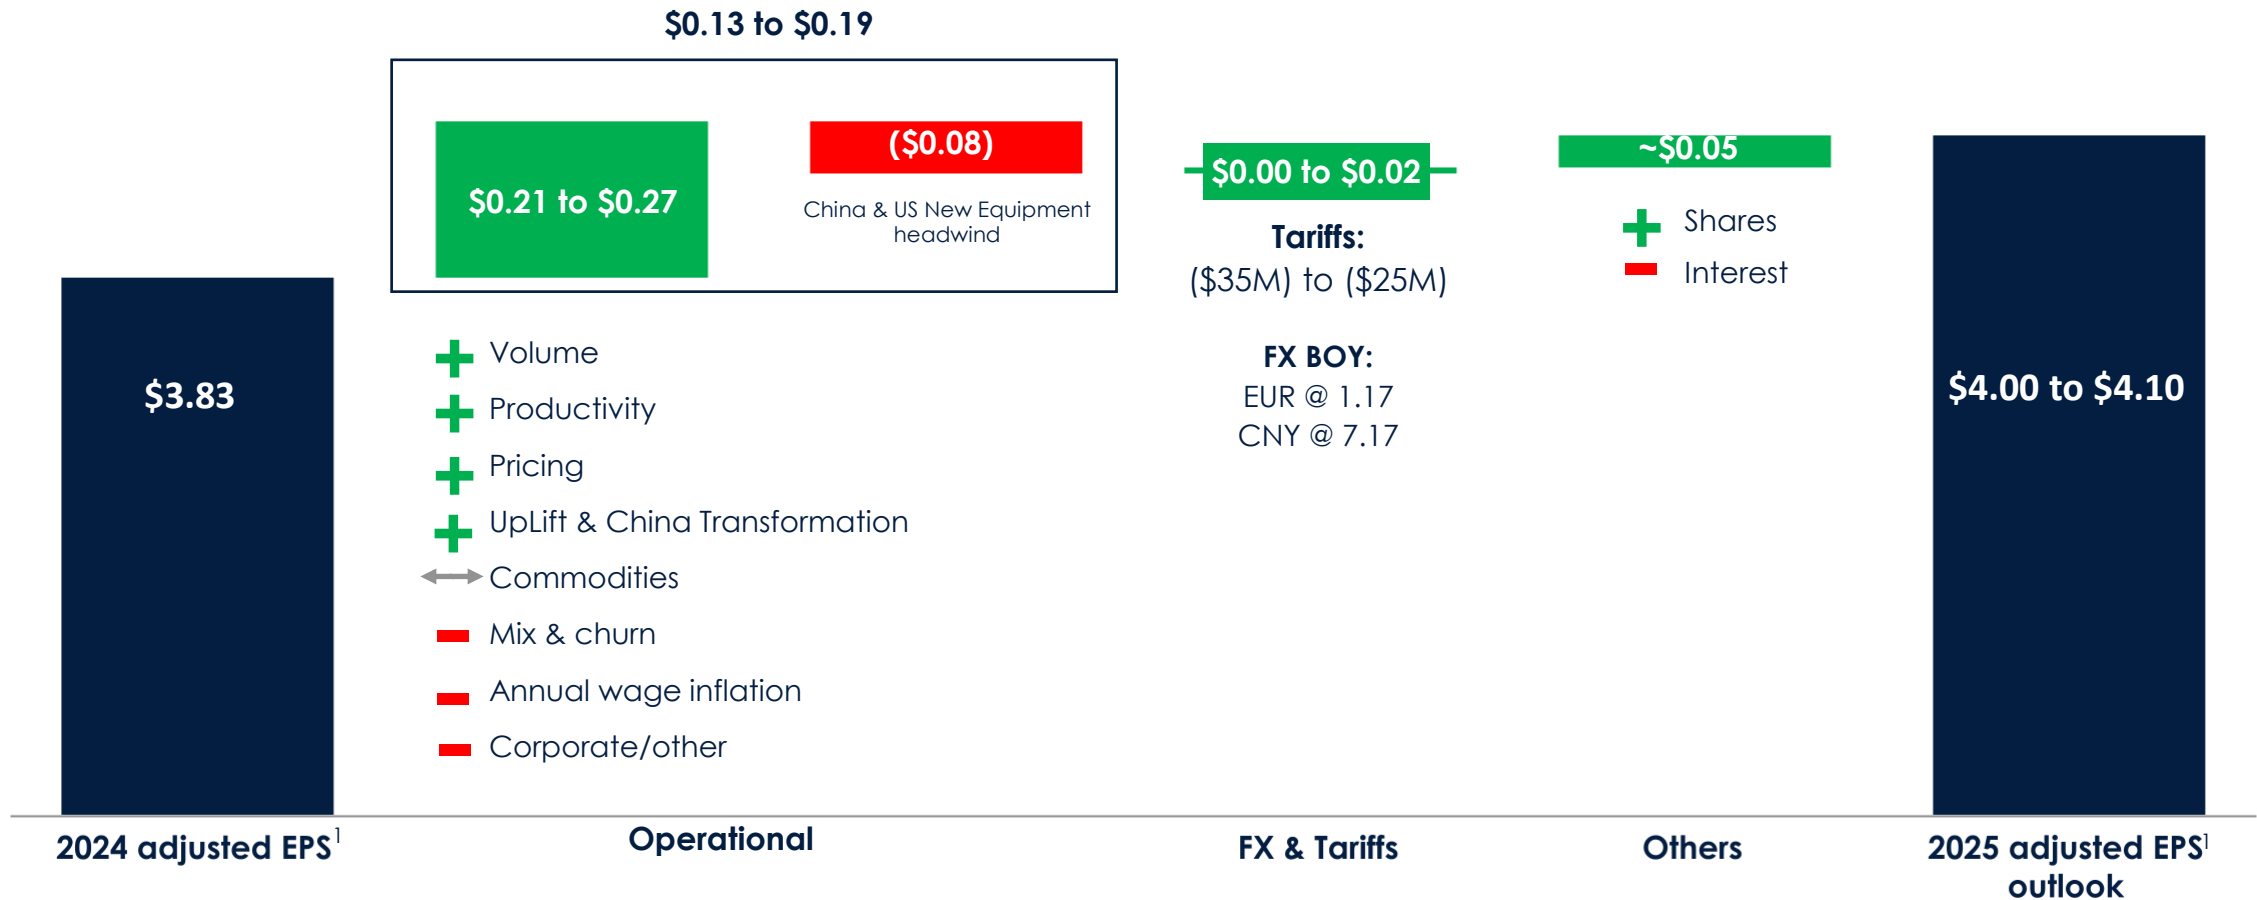 $0.13 to $0.19
$0.21 to $0.27
($0.08)
China & US New Equipment
headwind
$0.00 to $0.02
Tariffs:
($35M) to ($25M)
FX BOY:
EUR @ 1.17
CNY @ 7.17
~$0.05
Shares
Interest
$3.83
Volume
Productivity
Pricing
UpLift & China Transformation
Commodities
Mix & churn
Annual wage inflation
Corporate/other
$4.00 to $4.10
2024 adjusted EPS1
Operational
FX & Tariffs
Others
2025 adjusted EPS1
outlook